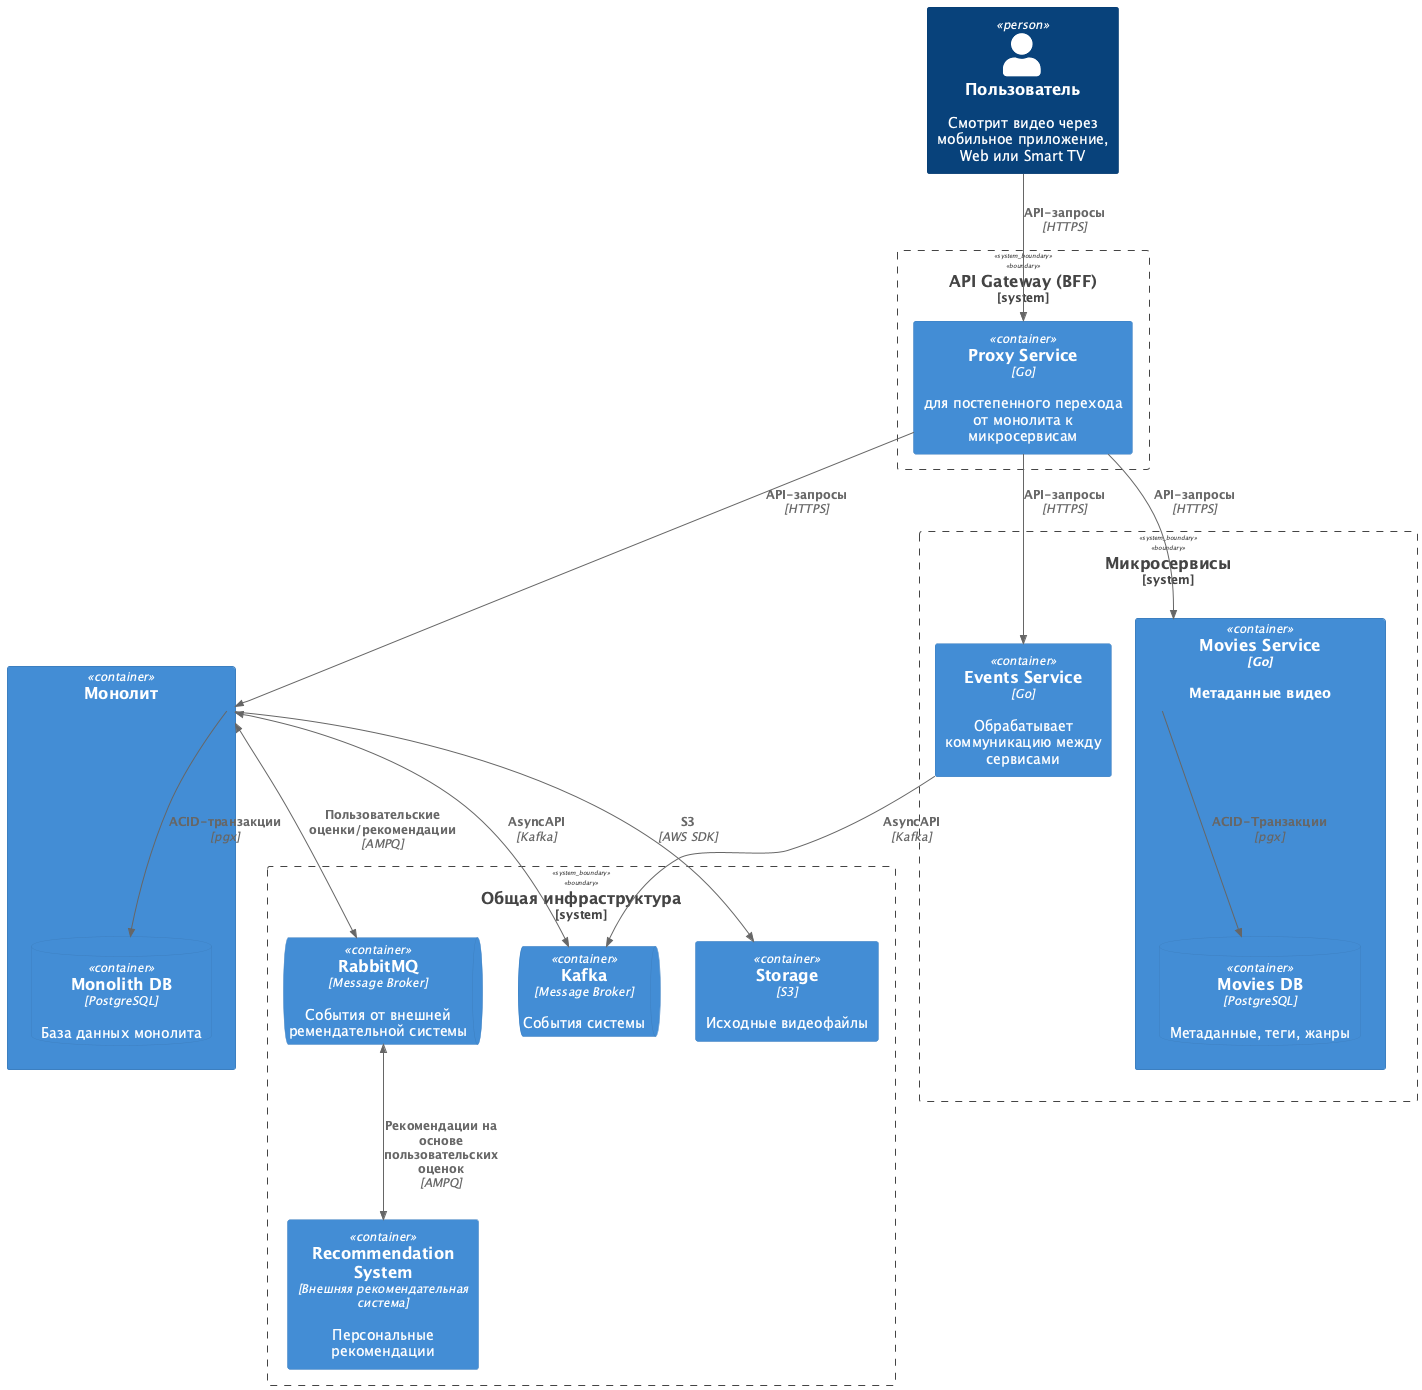 «person»
Пользователь
Смотрит видео через
мобильное приложение,
Web или Smart TV
API-запросы
[HTTPS]
«system_boundary»
«boundary»
API Gateway (BFF)
[system]
«container»
Proxy Service
[Go]
для постепенного перехода
от монолита к
микросервисам
API-запросы
[HTTPS]
API-запросы
[HTTPS]
API-запросы
[HTTPS]
«system_boundary»
«boundary»
Микросервисы
[system]
«container»
Movies Service
[Go]
Метаданные видео
«container»
Events Service
[Go]
Обрабатывает
коммуникацию между
сервисами
«container»
Монолит
ACID-транзакции
[pgx]
Пользовательские
оценки/рекомендации
[AMPQ]
AsyncAPI
[Kafka]
S3
[AWS SDK]
AsyncAPI
[Kafka]
ACID-Транзакции
[pgx]
«system_boundary»
«boundary»
Общая инфраструктура
[system]
«container»
Monolith DB
[PostgreSQL]
База данных монолита
«container»
RabbitMQ
[Message Broker]
События от внешней
ремендательной системы
«container»
Kafka
[Message Broker]
События системы
«container»
Storage
[S3]
Исходные видеофайлы
«container»
Movies DB
[PostgreSQL]
Метаданные, теги, жанры
Рекомендации на
основе
пользовательских
оценок
[AMPQ]
«container»
Recommendation
System
[Внешняя рекомендательная
система]
Персональные
рекомендации